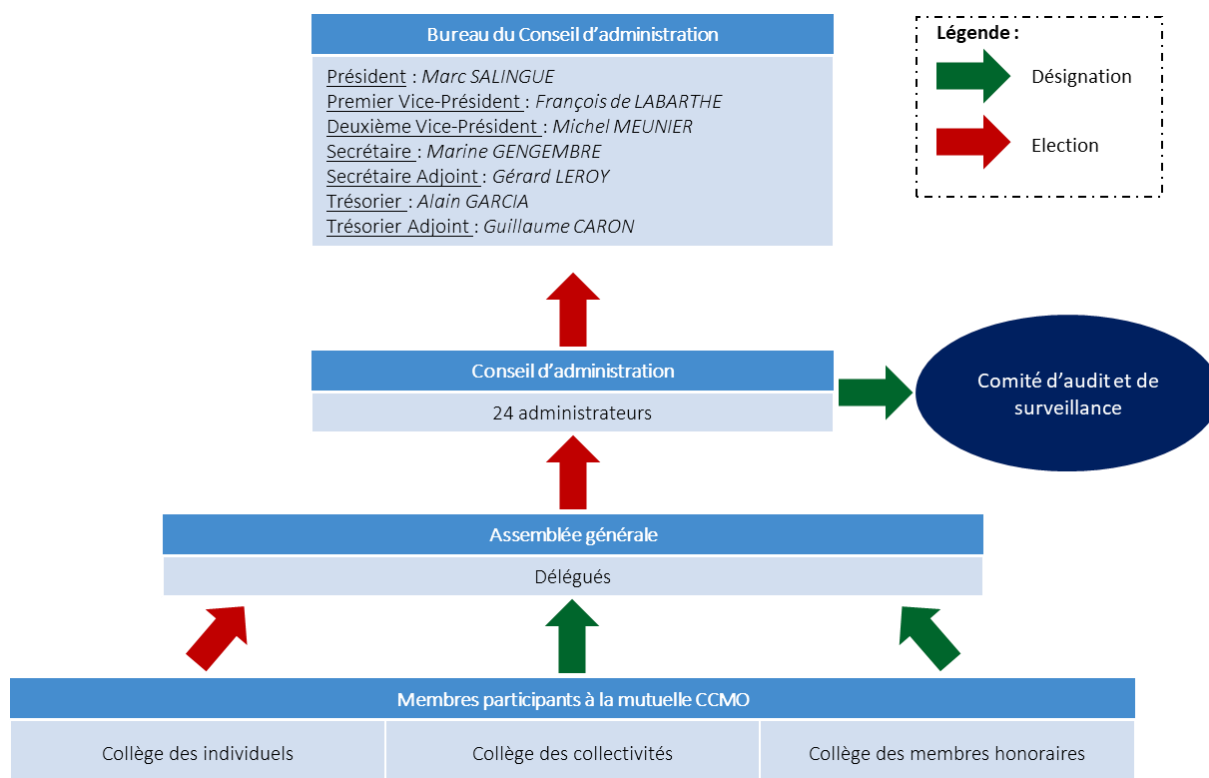 Bureau du Conseil d'administration
Président : Marc SALINGUE
Premier Vice-Président : François de LABARTHE
Deuxième Vice-Président : Michel MEUNIER
Secrétaire : Marine GENGEMBRE
Secrétaire Adjoint : Gérard LEROY
Trésorier : Alain GARCIA
Trésorier Adjoint : Guillaume CARON
Légende :
Désignation
Election
Conseil d'administration
24 administrateurs
Comité d'audit et de
surveillance
Assemblée générale
Délégués
Membres participants à la mutuelle CCMO
Collège des individuels
Collège des collectivités
Collège des membres honoraires